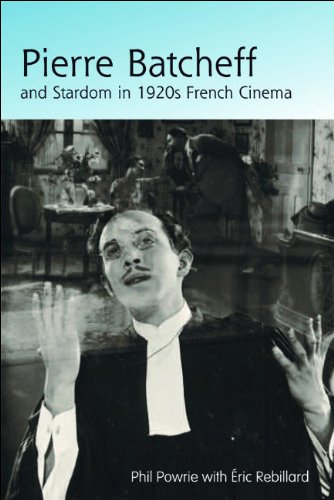 Pierre Batcheff
and Stardom in 1920s French Cinema
Phil Powrie with Éric Rebillard